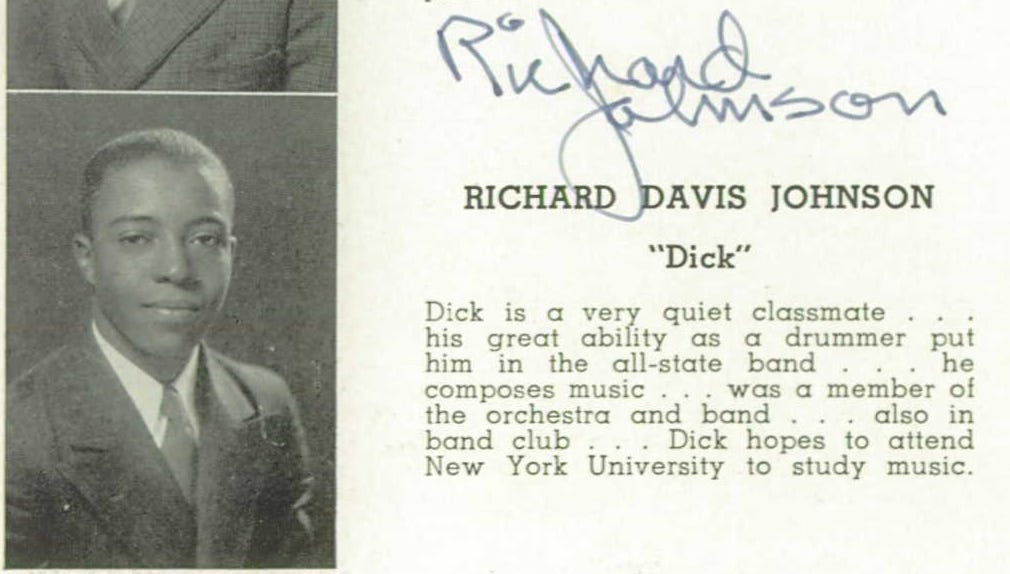 Richard
Johnson
RICHARD DAVIS JOHNSON
"Dick"
Dick is a very quiet classmate . . .
his great ability as a drummer put
him in the all-state band . . . he
composes music . . . was a member of
the orchestra and band . . . also in
band club . . . Dick hopes to attend
New York University to study music.